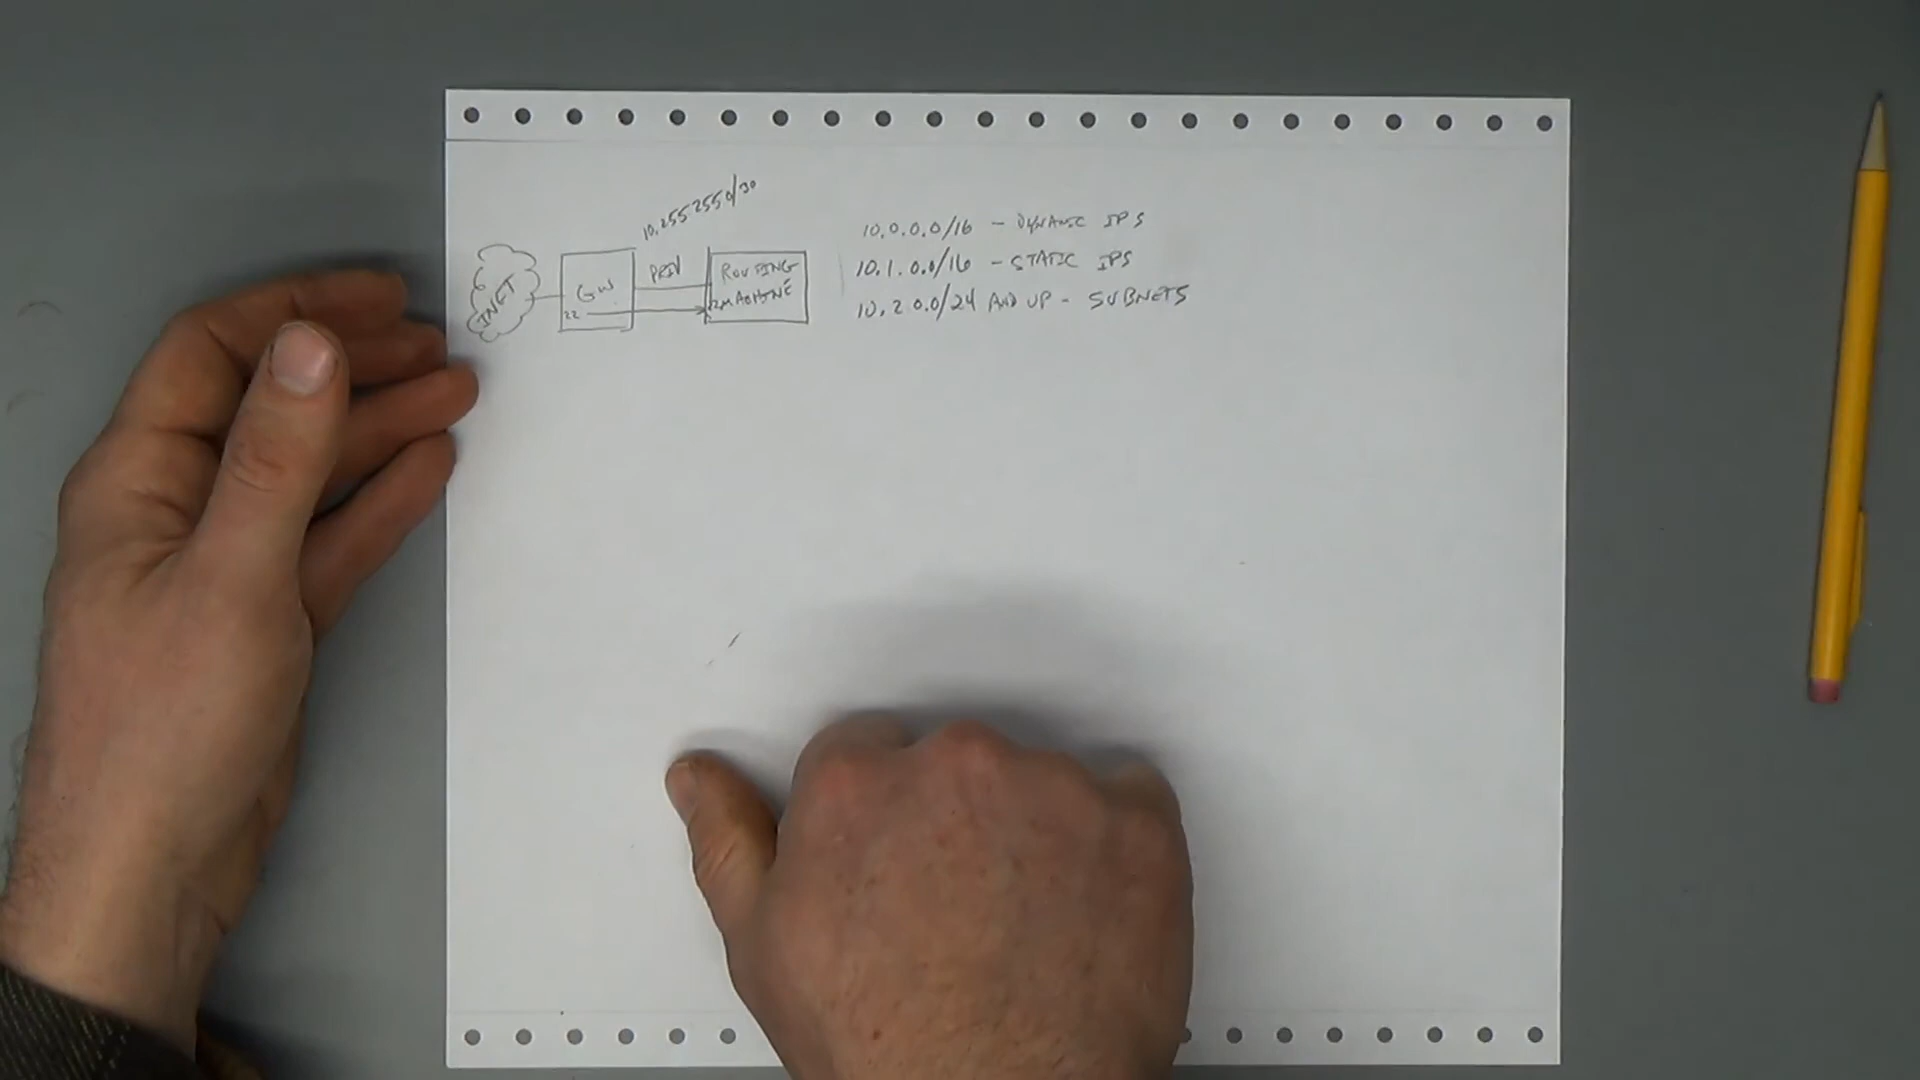 10.255.255.0/30
INET
GW
22
PRIV
ROUTING
MACHINE
10.0.0.0/16 - DYNAMIC IPS
10.1.0.0/16 - STATIC IPS
10.2.0.0/24 AND UP - SUBNETS